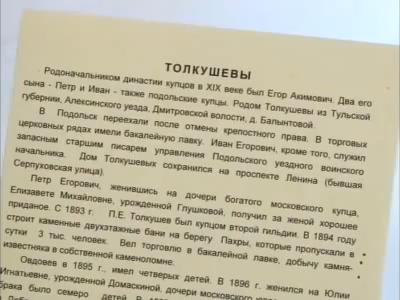 ТОЛКУШЕВЫ
Родоначальником династии купцов в XIX веке был Егор Акимович. Два его
сына - Петр и Иван - также подольские купцы. Родом Толкушевы из Тульской
губернии, Алексинского уезда, Дмитровской волости, д. Балынтовой.
В Подольск переехали после отмены крепостного права. В торговых
церковных рядах имели бакалейную лавку. Иван Егорович, кроме того, служил
запасным старшим писарем управления Подольского уездного воинского
начальника. Дом Толкушевых сохранился на проспекте Ленина (бывшая
Серпуховская улица).
Петр Егорович, женившись на дочери богатого московского купца,
Елизавете Михайловне, урожденной Глушковой, получил за женой хорошее
приданое. С 1893 г. П.Е. Толкушев был купцом второй гильдии. В 1894 году
строит каменные двухэтажные бани на берегу Пахры, которые пропускали в
сутки 3 тыс. человек. Вел торговлю в бакалейной лавке, добычу камня-
известняка в собственной каменоломне.
Овдовев в 1895 г., имел четверых детей. В 1896 г. женился на Юлии
Игнатьевне, урожденной Домаскиной, дочери московского
брака было семеро детей. В